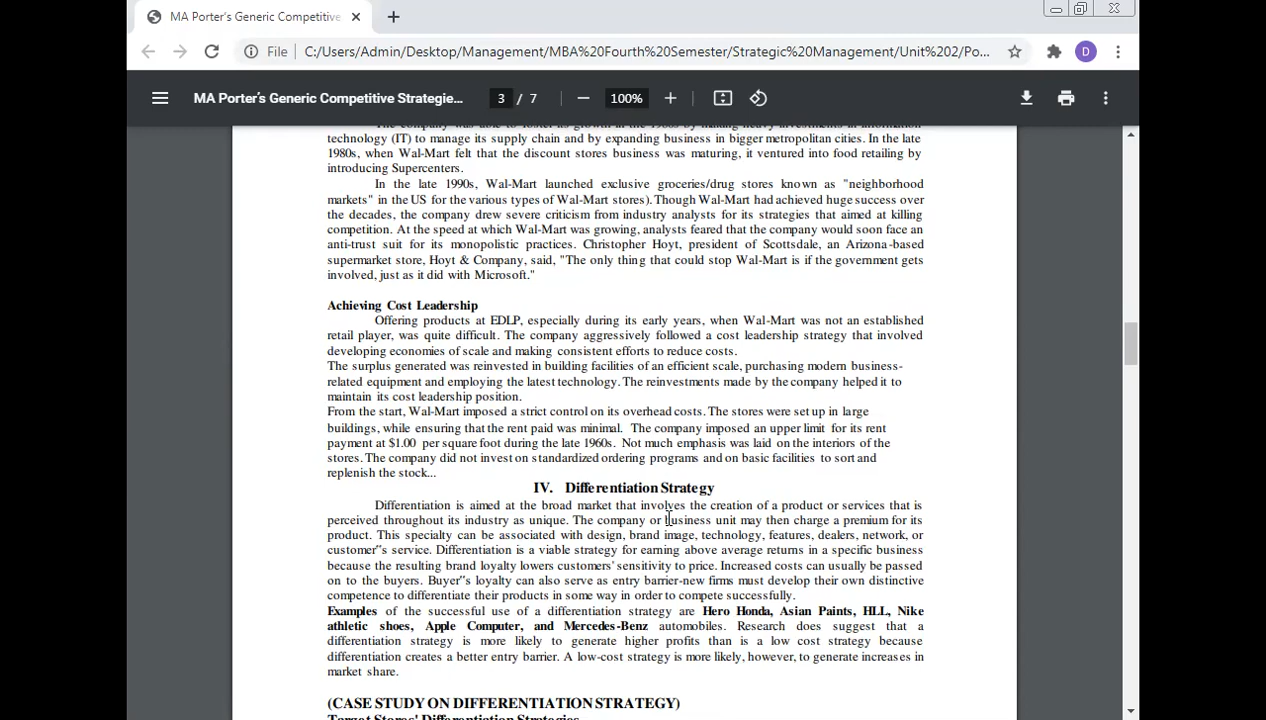 MA Porter's Generic Competitive
File C:/Users/Admin/Desktop/Management/MBA%20Fourth%20Semester/Strategic%20Management/Unit%202/Po... D
MA Porter's Generic Competitive Strategie... 3 / 7 100%
The company was able to foster its growth in the 1980s by making heavy investments in information
technology (IT) to manage its supply chain and by expanding business in bigger metropolitan cities. In the late
1980s, when Wal-Mart felt that the discount stores business was maturing, it ventured into food retailing by
introducing Supercenters.
In the late 1990s, Wal-Mart launched exclusive groceries/drug stores known as "neighborhood
markets" in the US for the various types of Wal-Mart stores). Though Wal-Mart had achieved huge success over
the decades, the company drew severe criticism from industry analysts for its strategies that aimed at killing
competition. At the speed at which Wal-Mart was growing, analysts feared that the company would soon face an
anti-trust suit for its monopolistic practices. Christopher Hoyt, president of Scottsdale, an Arizona-based
supermarket store, Hoyt & Company, said, "The only thing that could stop Wal-Mart is if the government gets
involved, just as it did with Microsoft."
Achieving Cost Leadership
Offering products at EDLP, especially during its early years, when Wal-Mart was not an established
retail player, was quite difficult. The company aggressively followed a cost leadership strategy that involved
developing economies of scale and making consistent efforts to reduce costs.
The surplus generated was reinvested in building facilities of an efficient scale, purchasing modern business-
related equipment and employing the latest technology. The reinvestments made by the company helped it to
maintain its cost leadership position.
From the start, Wal-Mart imposed a strict control on its overhead costs. The stores were set up in large
buildings, while ensuring that the rent paid was minimal. The company imposed an upper limit for its rent
payment at $1.00 per square foot during the late 1960s. Not much emphasis was laid on the interiors of the
stores. The company did not invest on standardized ordering programs and on basic facilities to sort and
replenish the stock...
IV. Differentiation Strategy
Differentiation is aimed at the broad market that involves the creation of a product or services that is
perceived throughout its industry as unique. The company or business unit may then charge a premium for its
product. This specialty can be associated with design, brand image, technology, features, dealers, network, or
customer"s service. Differentiation is a viable strategy for earning above average returns in a specific business
because the resulting brand loyalty lowers customers' sensitivity to price. Increased costs can usually be passed
on to the buyers. Buyer"s loyalty can also serve as entry barrier-new firms must develop their own distinctive
competence to differentiate their products in some way in order to compete successfully.
Examples of the successful use of a differentiation strategy are Hero Honda, Asian Paints, HLL, Nike
athletic shoes, Apple Computer, and Mercedes-Benz automobiles. Research does suggest that a
differentiation strategy is more likely to generate higher profits than is a low cost strategy because
differentiation creates a better entry barrier. A low-cost strategy is more likely, however, to generate increases in
market share.
(CASE STUDY ON DIFFERENTIATION STRATEGY)
Target Stores' Differentiation Strategies